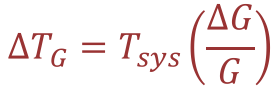 ΔT_G = T_sys (ΔG / G)